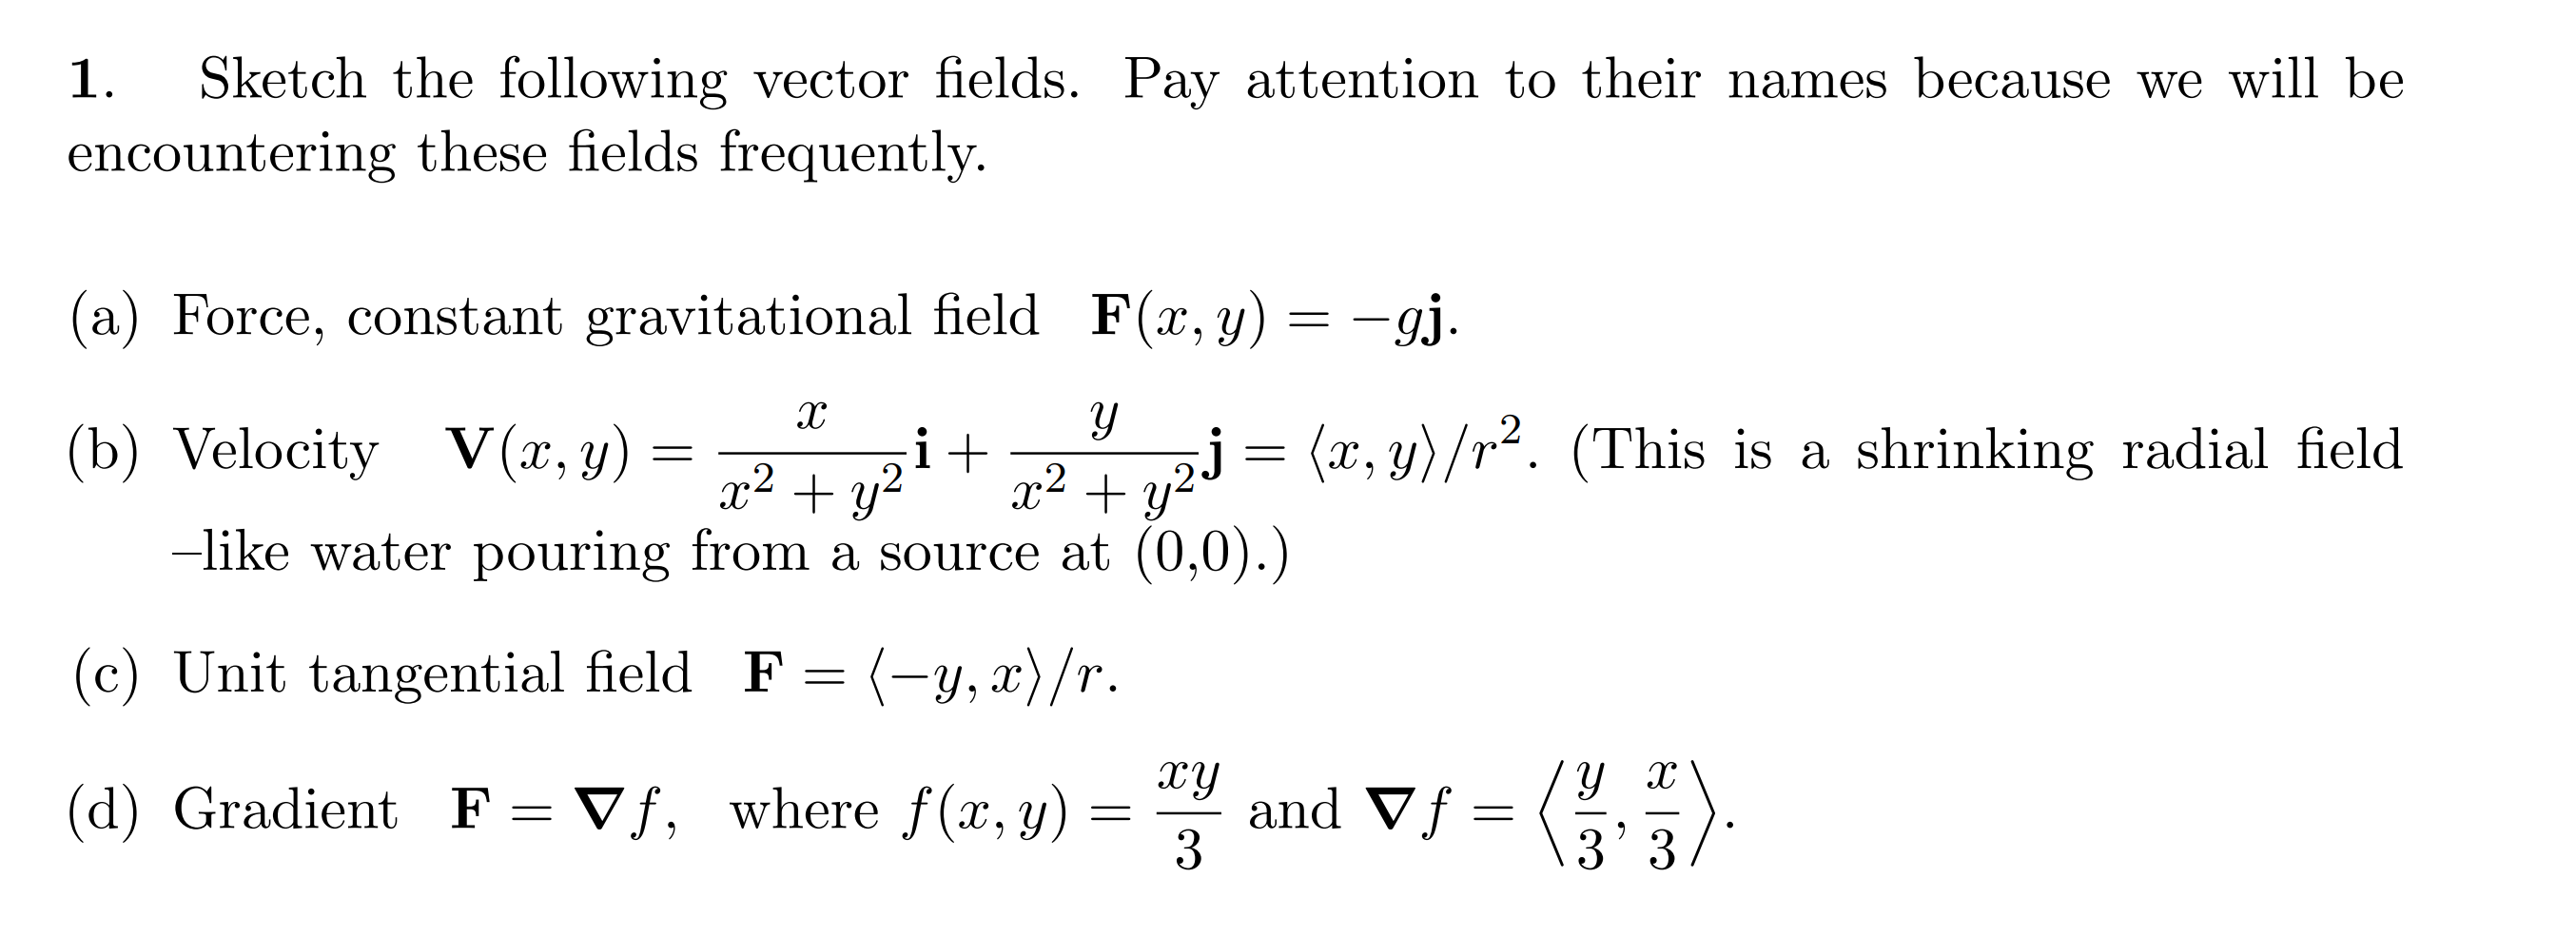 1. Sketch the following vector fields. Pay attention to their names because we will be
encountering these fields frequently.
(a) Force, constant gravitational field F(x, y) = −gj.
(b) Velocity V(x, y) = x/(x² + y²) i + y/(x² + y²) j = ⟨x, y⟩/r². (This is a shrinking radial field
–like water pouring from a source at (0,0).)
(c) Unit tangential field F = ⟨−y, x⟩/r.
(d) Gradient F = ∇f, where f(x, y) = xy/3 and ∇f = ⟨y/3, x/3⟩.